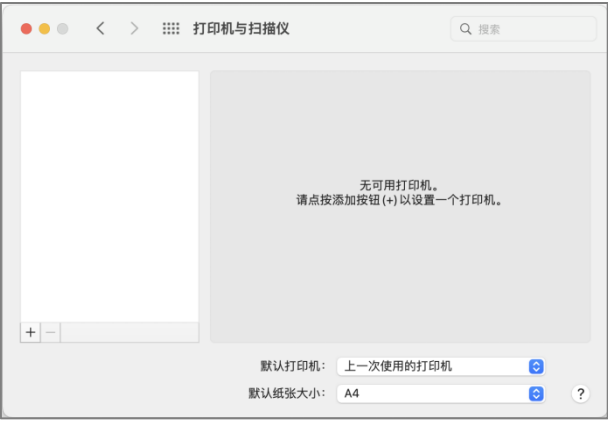 打印机与扫描仪
搜索
无可用打印机。
请点按添加按钮(+)以设置一个打印机。
+ −
默认打印机： 上一次使用的打印机
默认纸张大小： A4
?